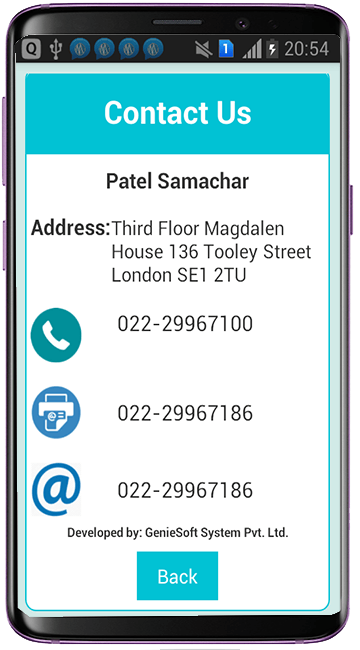 20:54
Contact Us
Patel Samachar
Address: Third Floor Magdalen
House 136 Tooley Street
London SE1 2TU
022-29967100
022-29967186
022-29967186
Developed by: GenieSoft System Pvt. Ltd.
Back